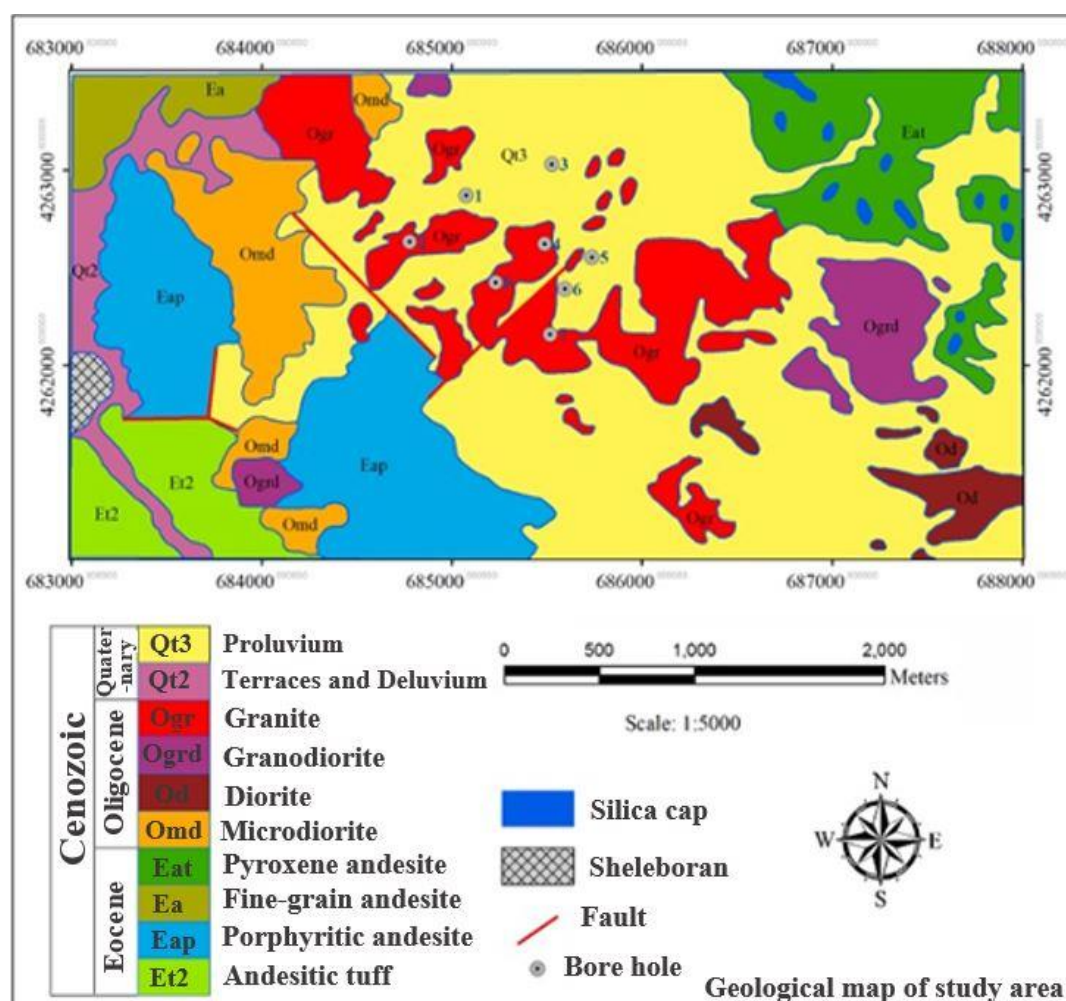 683000 684000 685000 686000 687000 688000
4263000
4263000
4262000
4262000
Ea
Omd
Ogr
Ogr
Qt3
3
Eat
1
Ogr
4
Omd
5
Qt2
Eap
6
Ogrd
Ogr
Omd
Eap
Od
Ogrd
Et2
Od
Et2
Omd
Ogr
683000 684000 685000 686000 687000 688000
Cenozoic
Quater
-nary
Oligocene
Eocene
Qt3 Proluvium
Qt2 Terraces and Deluvium
Ogr Granite
Ogrd Granodiorite
Od Diorite
Omd Microdiorite
Eat Pyroxene andesite
Ea Fine-grain andesite
Eap Porphyritic andesite
Et2 Andesitic tuff
0 500 1,000 2,000
Meters
Scale: 1:5000
Silica cap
Sheleboran
Fault
Bore hole
N
W E
S
Geological map of study area